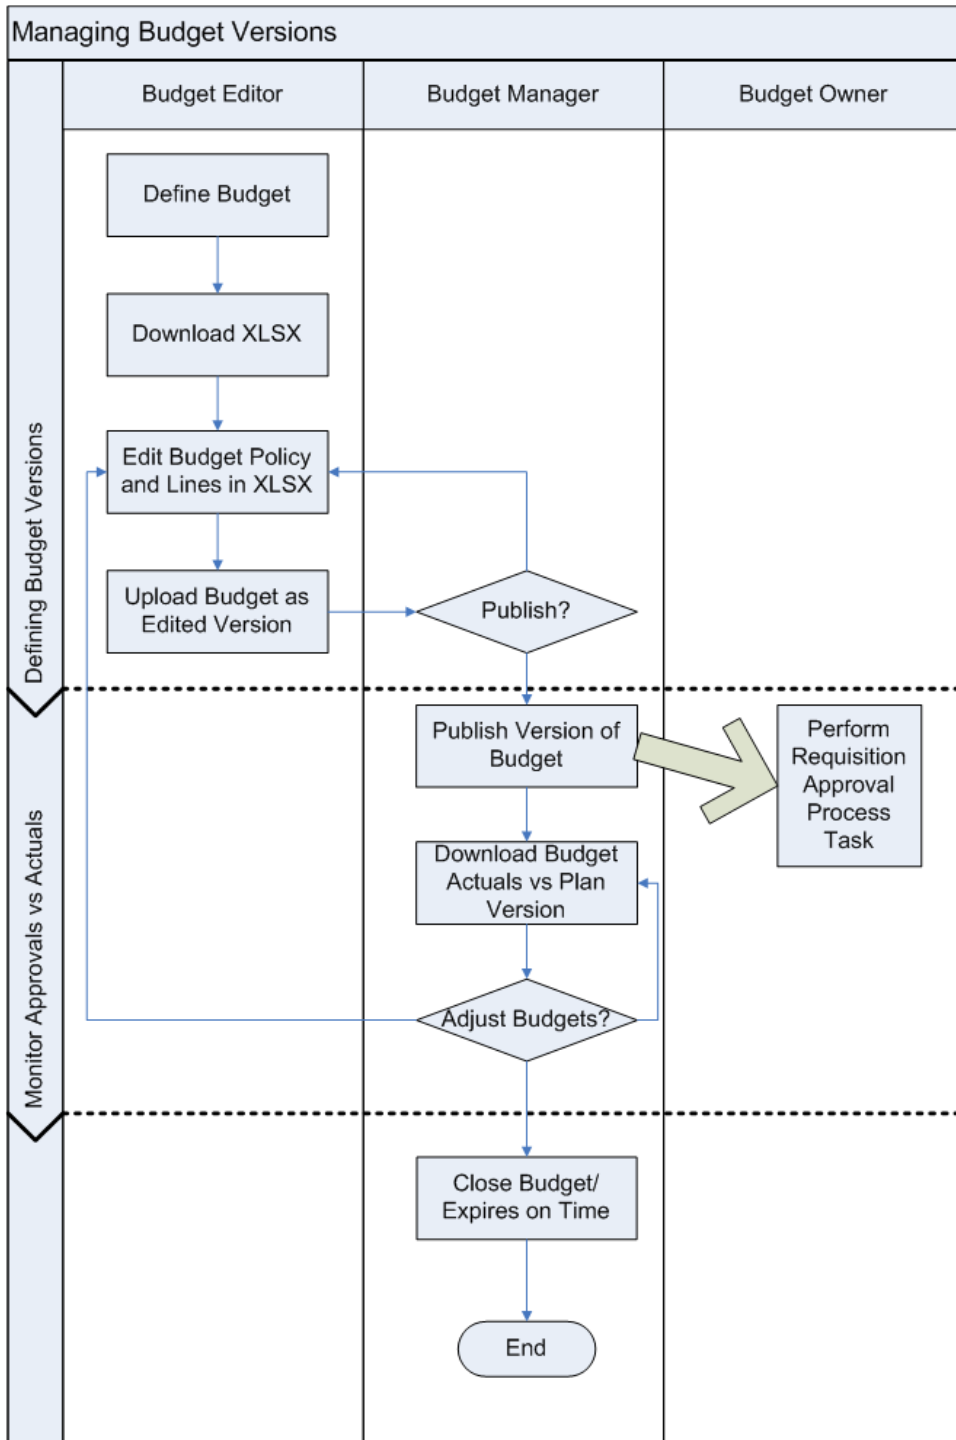 Managing Budget Versions
Budget Editor
Budget Manager
Budget Owner
Defining Budget Versions
Define Budget
Download XLSX
Edit Budget Policy
and Lines in XLSX
Upload Budget as
Edited Version
Publish?
Monitor Approvals vs Actuals
Publish Version of
Budget
Perform
Requisition
Approval
Process
Task
Download Budget
Actuals vs Plan
Version
Adjust Budgets?
Close Budget/
Expires on Time
End